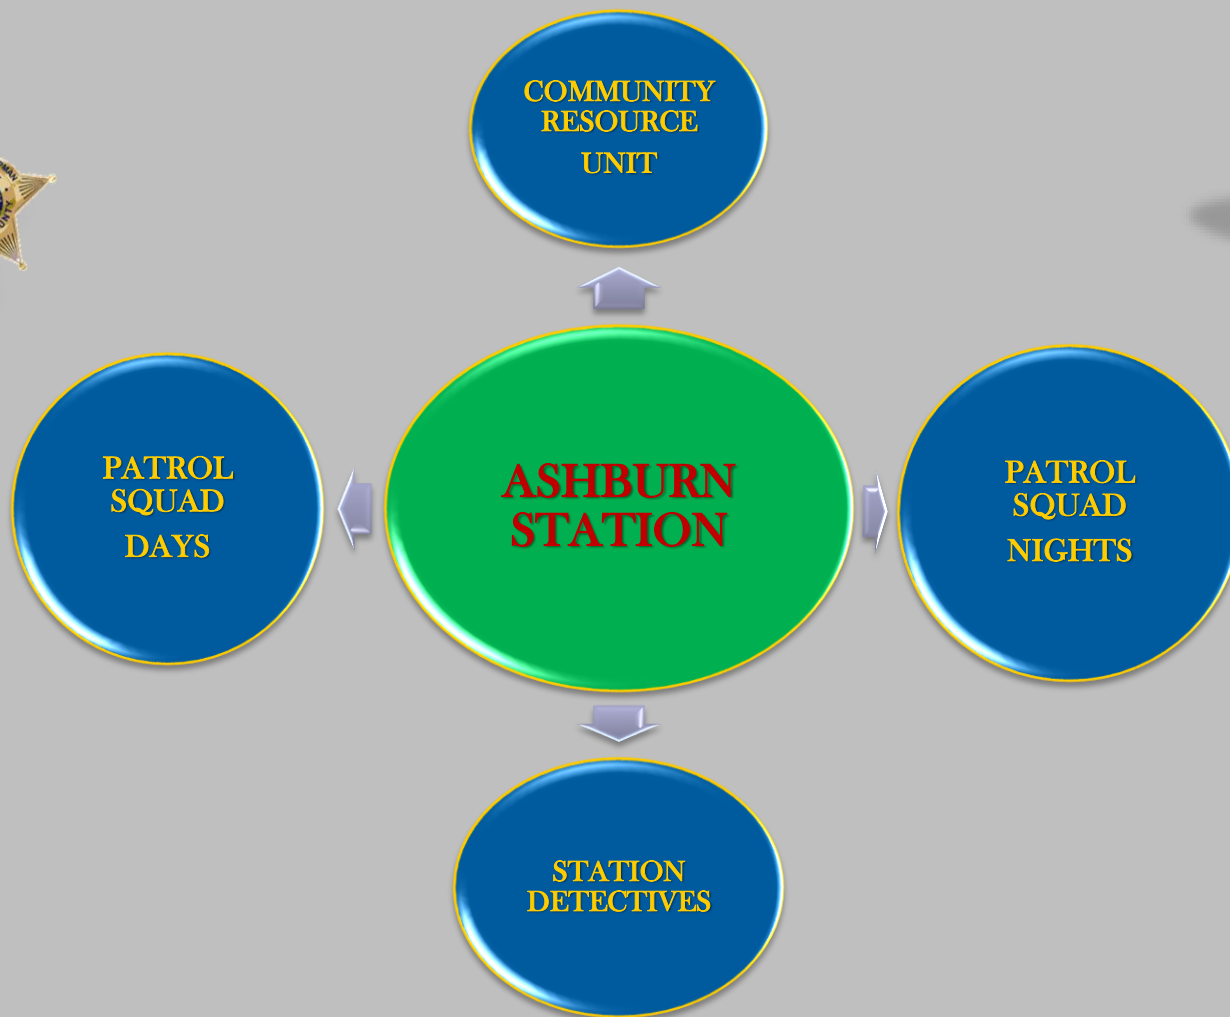 COMMUNITY
RESOURCE
UNIT
PATROL
SQUAD
DAYS
ASHBURN
STATION
PATROL
SQUAD
NIGHTS
STATION
DETECTIVES